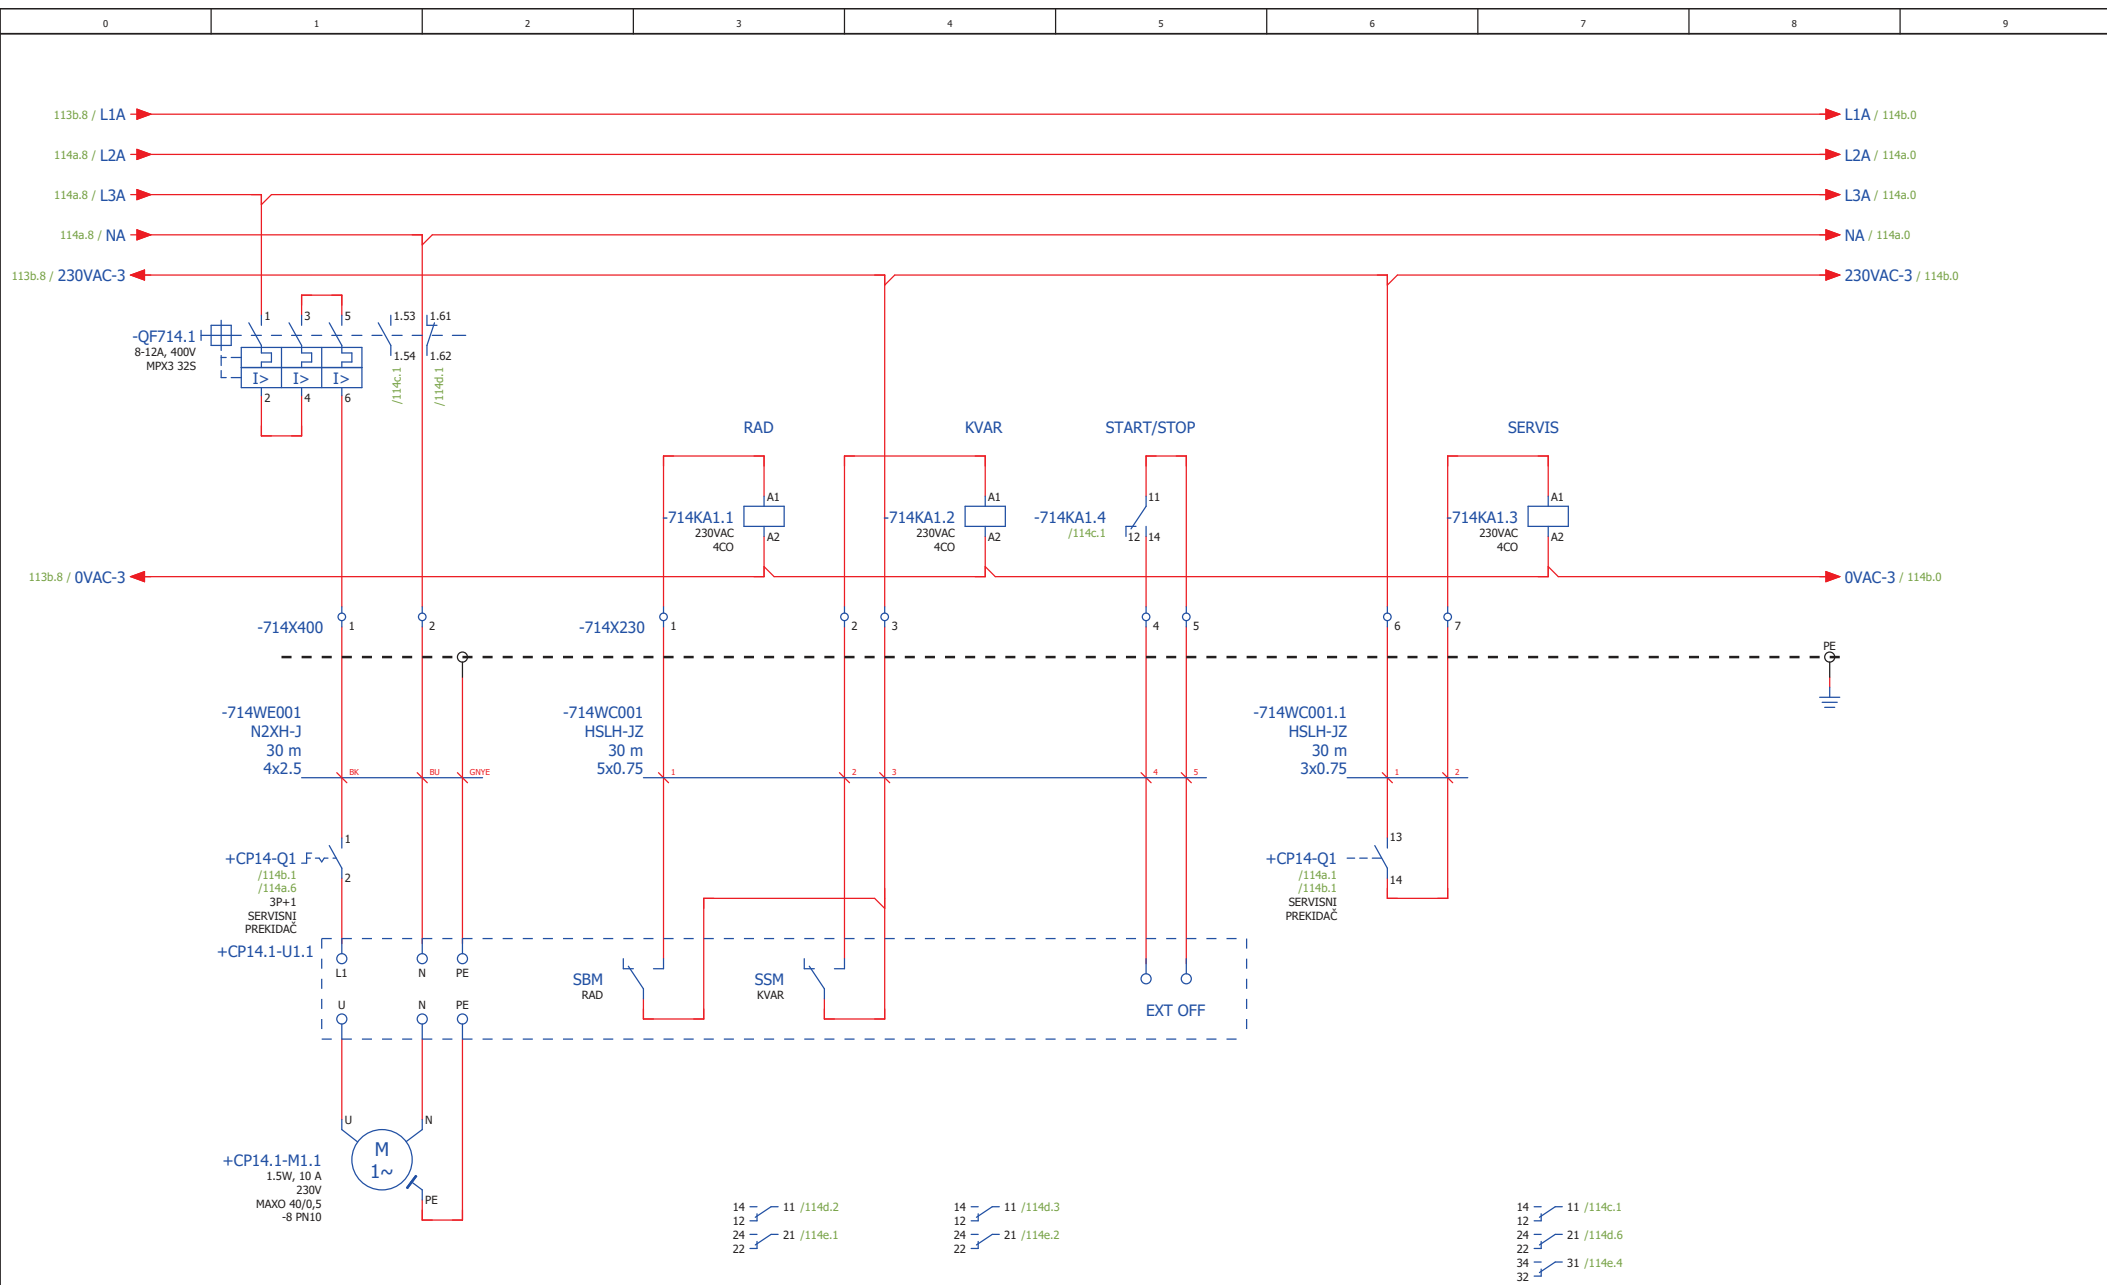 0 1 2 3 4 5 6 7 8 9
113b.8 / L1A L1A / 114b.0
114a.8 / L2A L2A / 114a.0
114a.8 / L3A L3A / 114a.0
114a.8 / NA NA / 114a.0
113b.8 / 230VAC-3 230VAC-3 / 114b.0
1 3 5 1.53 1.61
-QF714.1
8-12A, 400V
MPX3 32S
1.54 1.62
I> I> I>
2 4 6
/114c.1 /114d.1
RAD KVAR START/STOP SERVIS
A1 A1 11 A1
-714KA1.1 -714KA1.2 -714KA1.4 -714KA1.3
230VAC 230VAC /114c.1 230VAC
A2 A2 12 14 A2
4CO 4CO 4CO
113b.8 / 0VAC-3 0VAC-3 / 114b.0
-714X400 1 2 -714X230 1 2 3 4 5 6 7
PE
-714WE001 -714WC001 -714WC001.1
N2XH-J HSLH-JZ HSLH-JZ
30 m 30 m 30 m
4x2.5 5x0.75 3x0.75
BK BU GNYE 1 2 3 4 5 1 2
1 13
+CP14-Q1 +CP14-Q1
/114b.1 /114a.1
2 14
/114a.6 /114b.1
3P+1 SERVISNI
SERVISNI PREKIDAČ
PREKIDAČ
+CP14.1-U1.1
L1 N PE
SBM SSM
RAD KVAR
U N PE
EXT OFF
U N
M
1~
+CP14.1-M1.1
1.5W, 10 A
230V
MAXO 40/0,5
-8 PN10
PE
14 11 /114d.2 14 11 /114d.3 14 11 /114c.1
12 12 12
24 21 /114e.1 24 21 /114e.2 24 21 /114d.6
22 22 22
34 31 /114e.4
32